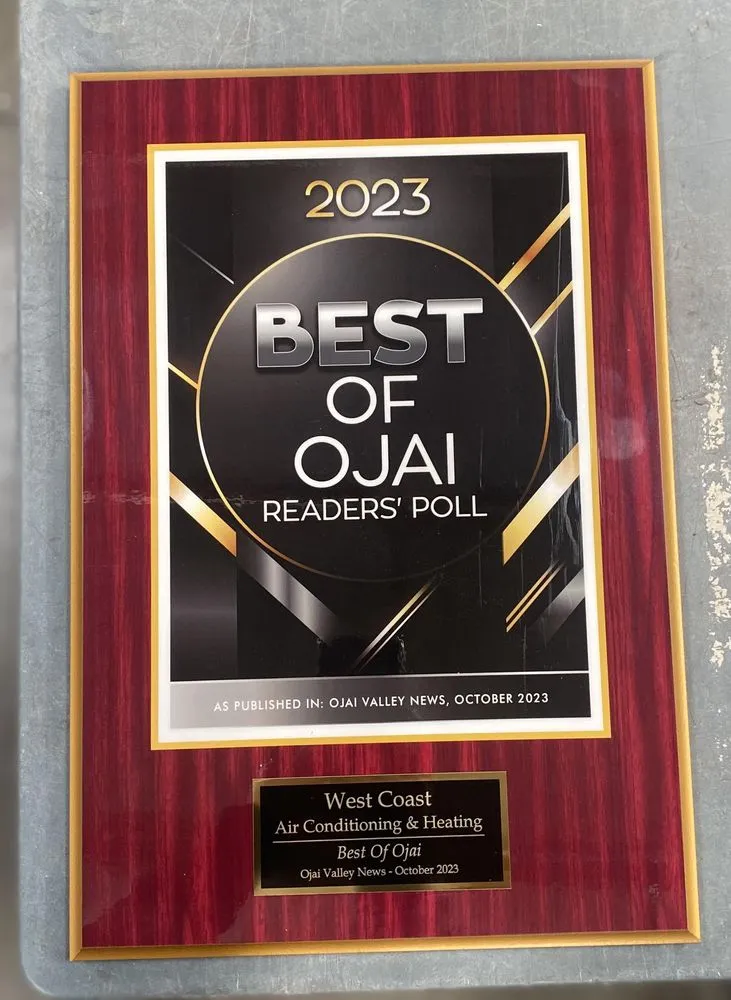 2023
BEST
OF
OJAI
READERS' POLL
AS PUBLISHED IN: OJAI VALLEY NEWS, OCTOBER 2023
West Coast
Air Conditioning & Heating
Best Of Ojai
Ojai Valley News - October 2023